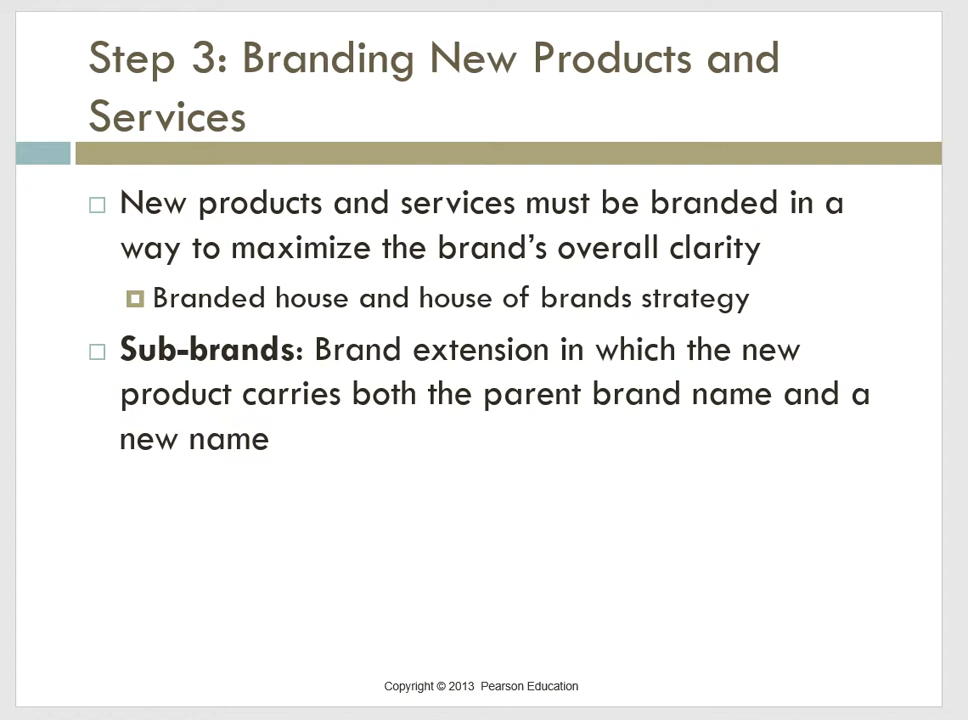 Step 3: Branding New Products and
Services
New products and services must be branded in a
way to maximize the brand’s overall clarity
Branded house and house of brands strategy
Sub-brands: Brand extension in which the new
product carries both the parent brand name and a
new name
Copyright © 2013 Pearson Education